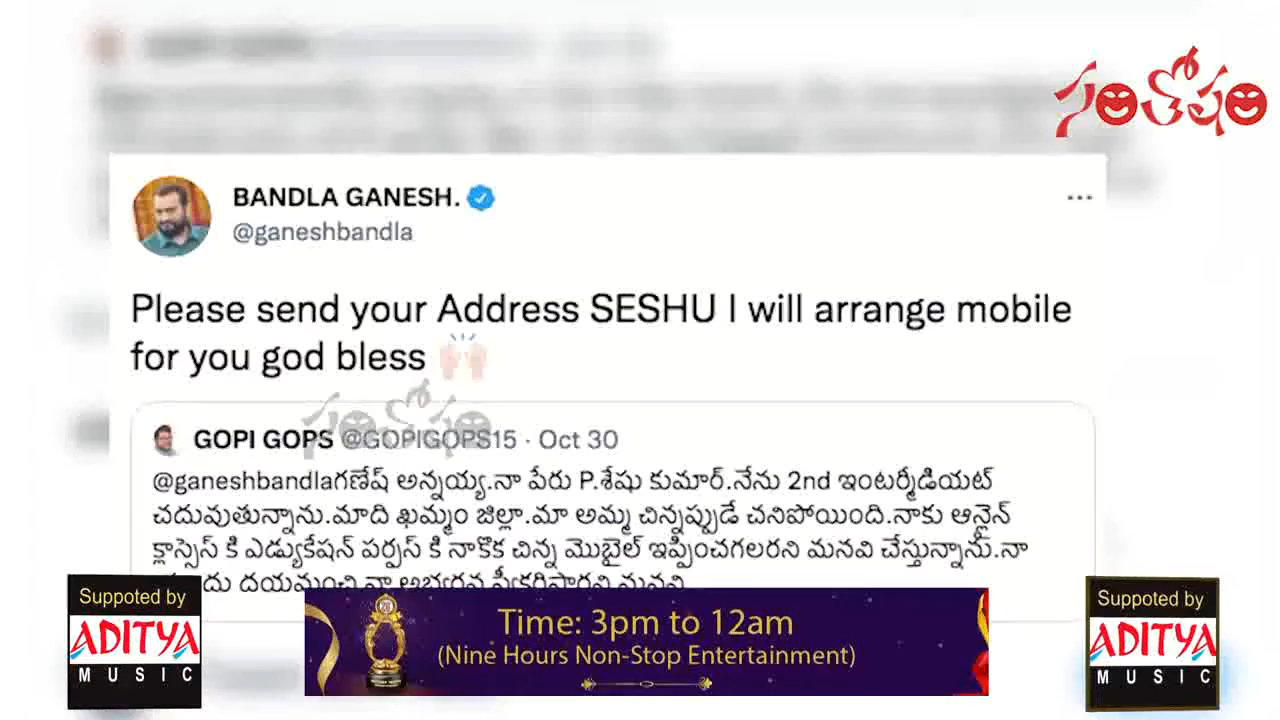 సంతోషం
BANDLA GANESH.
@ganeshbandla
Please send your Address SESHU I will arrange mobile
for you god bless
సంతోషం
GOPI GOPS @GOPIGOPS15 · Oct 30
@ganeshbandlaగణేష్ అన్నయ్య.నా పేరు P.శేషు కుమార్.నేను 2nd ఇంటర్మీడియట్
చదువుతున్నాను.మాది ఖమ్మం జిల్లా.మా అమ్మ చిన్నప్పుడే చనిపోయింది.నాకు ఆన్లైన్
క్లాస్సెస్ కి ఎడ్యుకేషన్ పర్పస్ కి నాకొక చిన్న మొబైల్ ఇప్పించగలరని మనవి చేస్తున్నాను.నా
దయముంచి నా
Suppoted by
ADITYA
MUSIC
Time: 3pm to 12am
(Nine Hours Non-Stop Entertainment)
Suppoted by
ADITYA
MUSIC